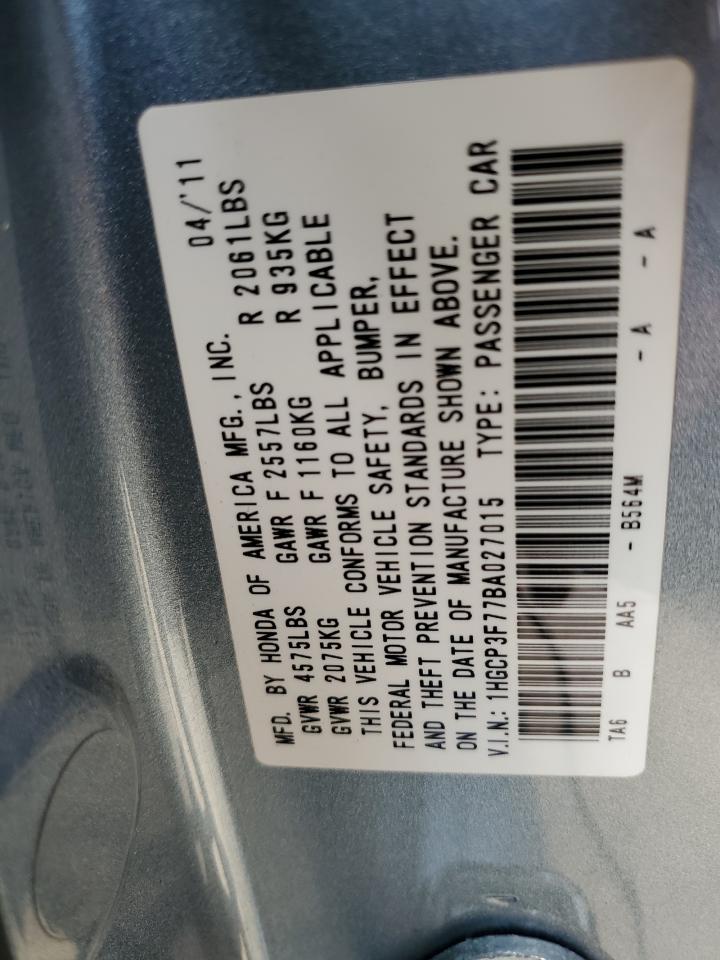 MFD. BY HONDA OF AMERICA MFG., INC. 04/'11
GVWR 4575LBS GAWR F 2557LBS R 2061LBS
GVWR 2075KG GAWR F 1160KG R 935KG
THIS VEHICLE CONFORMS TO ALL APPLICABLE
FEDERAL MOTOR VEHICLE SAFETY, BUMPER,
AND THEFT PREVENTION STANDARDS IN EFFECT
ON THE DATE OF MANUFACTURE SHOWN ABOVE.
V.I.N.: 1HGCP3F77BA027015 TYPE: PASSENGER CAR
TA6 B AA5 - B564M - A - A